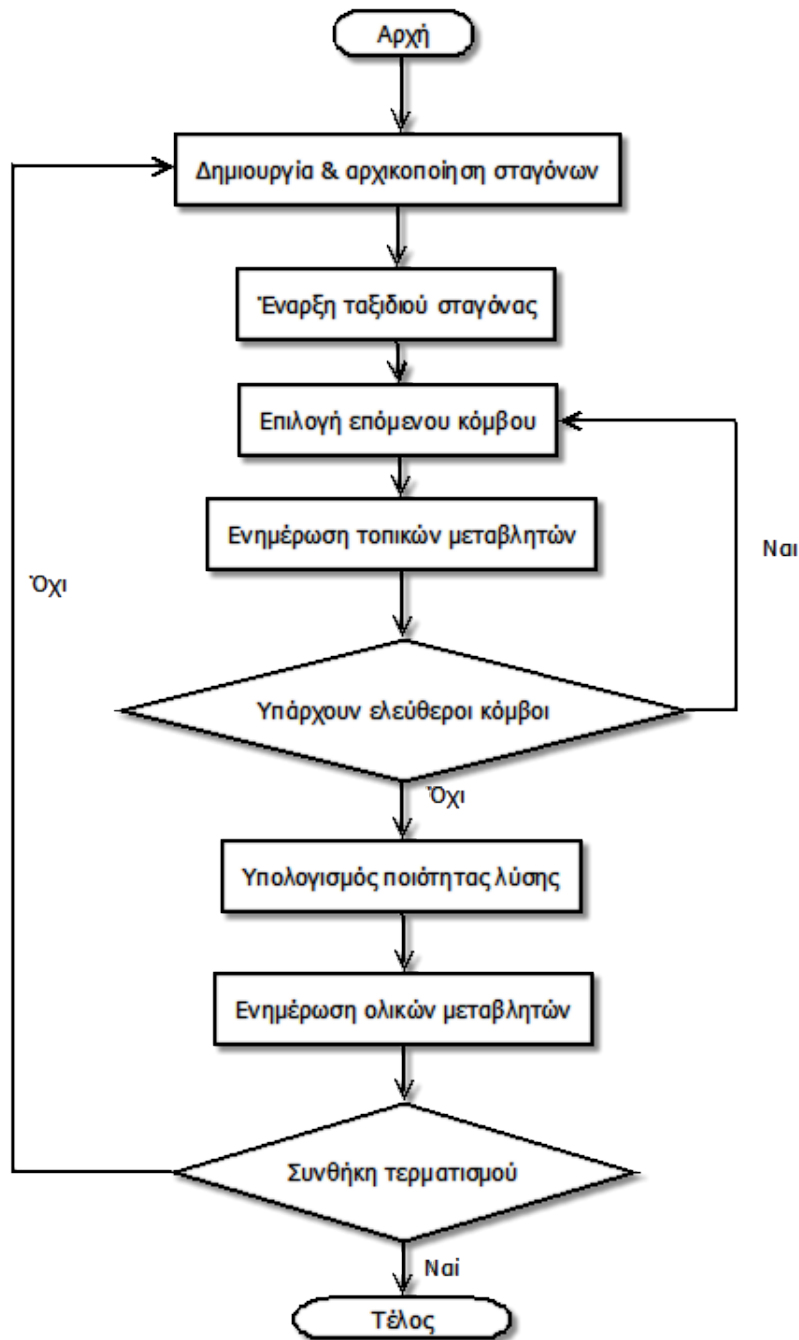 Αρχή
Δημιουργία & αρχικοποίηση σταγόνων
Έναρξη ταξιδιού σταγόνας
Επιλογή επόμενου κόμβου
Ενημέρωση τοπικών μεταβλητών
Ναι
Όχι
Υπάρχουν ελεύθεροι κόμβοι
Όχι
Υπολογισμός ποιότητας λύσης
Ενημέρωση ολικών μεταβλητών
Συνθήκη τερματισμού
Ναί
Τέλος